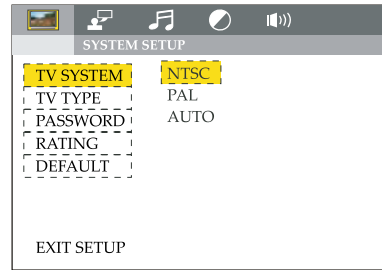 SYSTEM SETUP
TV SYSTEM NTSC
TV TYPE PAL
PASSWORD AUTO
RATING
DEFAULT
EXIT SETUP